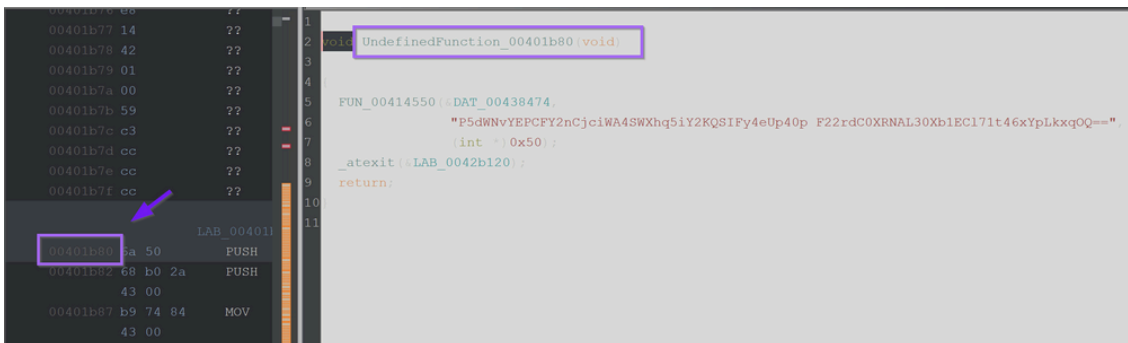 00401b76 e8 ??
00401b77 14 ??
00401b78 42 ??
00401b79 01 ??
00401b7a 00 ??
00401b7b 59 ??
00401b7c c3 ??
00401b7d cc ??
00401b7e cc ??
00401b7f cc ??
LAB_00401
00401b80 6a 50 PUSH
00401b82 68 b0 2a PUSH
43 00
00401b87 b9 74 84 MOV
43 00
1
2 void UndefinedFunction_00401b80(void)
3
4 {
5 FUN_00414550(&DAT_00438474,
6 "P5dWNvYEPCFY2nCjciWA4SWXhq5iY2KQSIFy4eUp40p F22rdC0XRNAL30Xb1ECl71t46xYpLkxqOQ==",
7 (int *)0x50);
8 _atexit(&LAB_0042b120);
9 return;
10 }
11